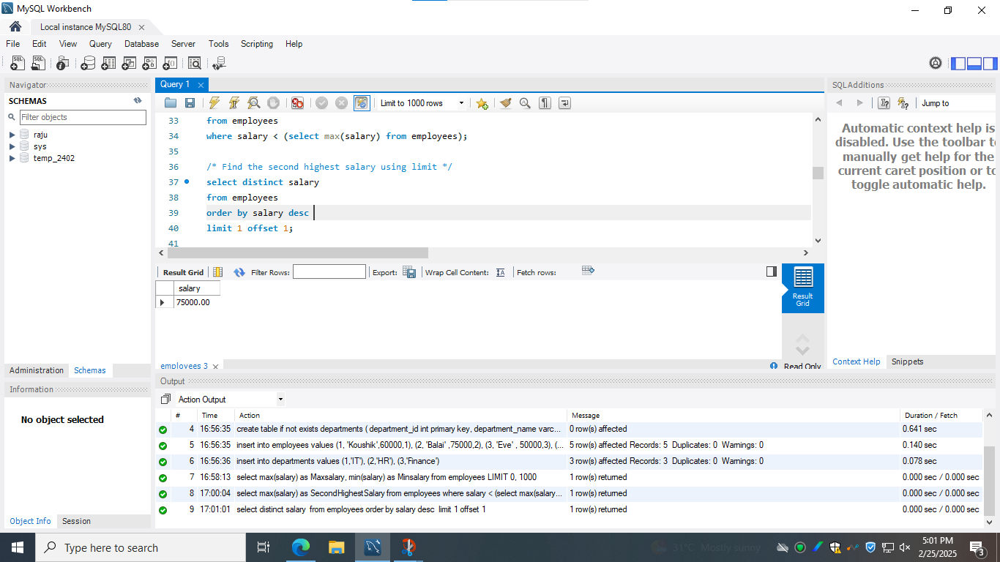 MySQL Workbench
Local instance MySQL80
File Edit View Query Database Server Tools Scripting Help
Navigator
SCHEMAS
Filter objects
raju
sys
temp_2402
Administration Schemas
Information
No object selected
Object Info Session
Query 1
Limit to 1000 rows
33 from employees
34 where salary < (select max(salary) from employees);
35
36 /* Find the second highest salary using limit */
37 select distinct salary
38 from employees
39 order by salary desc
40 limit 1 offset 1;
41
Result Grid Filter Rows: Export: Wrap Cell Content: Fetch rows:
salary
75000.00
Result
Grid
employees 3
Read Only
SQLAdditions
Jump to
Automatic context help is
disabled. Use the toolbar to
manually get help for the
current caret position or to
toggle automatic help.
Context Help Snippets
Output
Action Output
# Time Action Message Duration / Fetch
4 16:56:35 create table if not exists departments ( department_id int primary key, department_name varc... 0 row(s) affected 0.641 sec
5 16:56:35 insert into employees values (1, 'Koushik',60000,1), (2, 'Balai' ,75000,2), (3, 'Eve' , 50000,3), (... 5 row(s) affected Records: 5 Duplicates: 0 Warnings: 0 0.140 sec
6 16:56:36 insert into departments values (1,'IT'), (2,'HR'), (3,'Finance') 3 row(s) affected Records: 3 Duplicates: 0 Warnings: 0 0.078 sec
7 16:58:13 select max(salary) as Maxsalary, min(salary) as Minsalary from employees LIMIT 0, 1000 1 row(s) returned 0.000 sec / 0.000 sec
8 17:00:04 select max(salary) as SecondHighestSalary from employees where salary < (select max(salary... 1 row(s) returned 0.000 sec / 0.000 sec
9 17:01:01 select distinct salary from employees order by salary desc limit 1 offset 1 1 row(s) returned 0.000 sec / 0.000 sec
Type here to search
31°C Mostly sunny
5:01 PM
2/25/2025
3